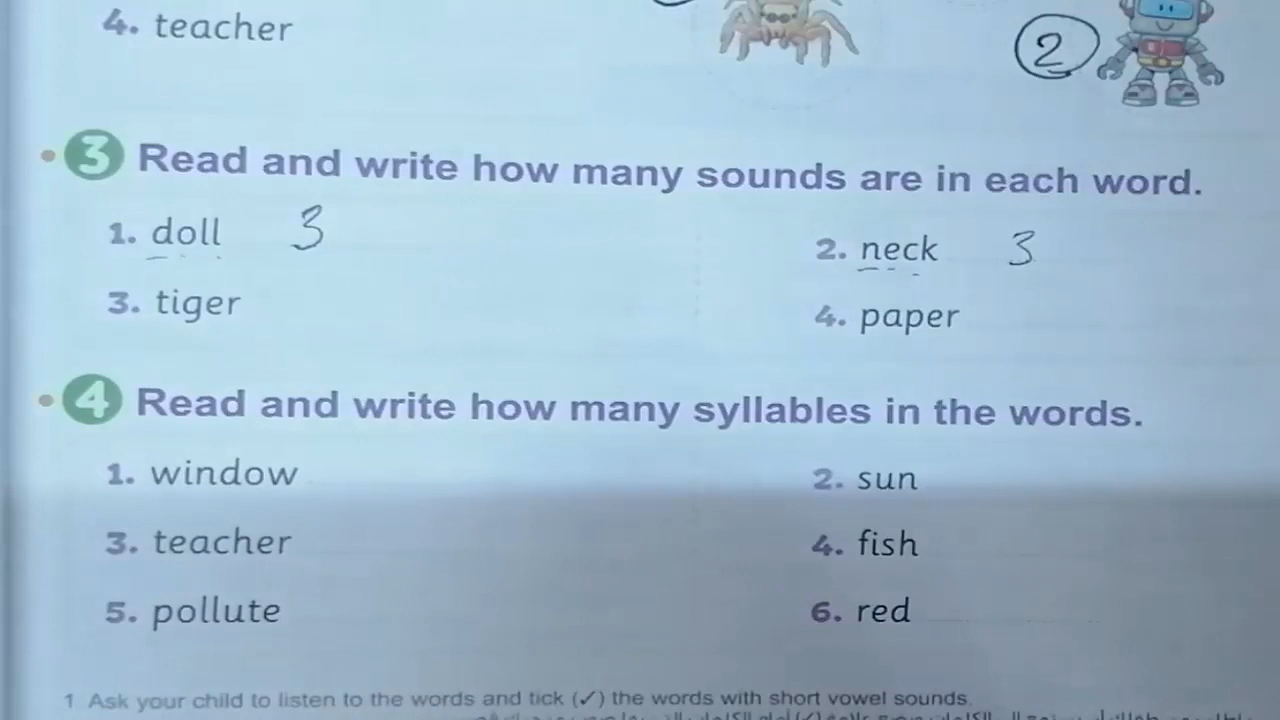 4. teacher
2
3 Read and write how many sounds are in each word.
1. doll 3
2. neck 3
3. tiger
4. paper
4 Read and write how many syllables in the words.
1. window
2. sun
3. teacher
4. fish
5. pollute
6. red
1 Ask your child to listen to the words and tick (✓) the words with short vowel sounds.